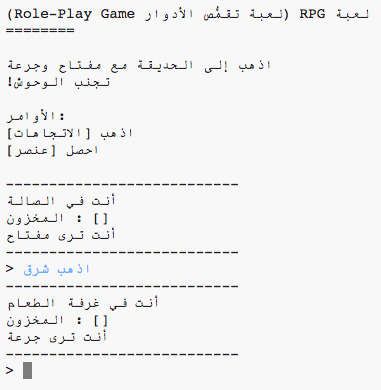 لعبة RPG (لعبة تقمُّص الأدوار Role-Play Game)
========
اذهب إلى الحديقة مع مفتاح وجرعة
تجنب الوحوش!
الأوامر:
اذهب [الاتجاهات]
احصل [عنصر]
---------------------------
أنت في الصالة
المخزون : []
أنت ترى مفتاح
---------------------------
> اذهب شرق
---------------------------
أنت في غرفة الطعام
المخزون : []
أنت ترى جرعة
---------------------------
>